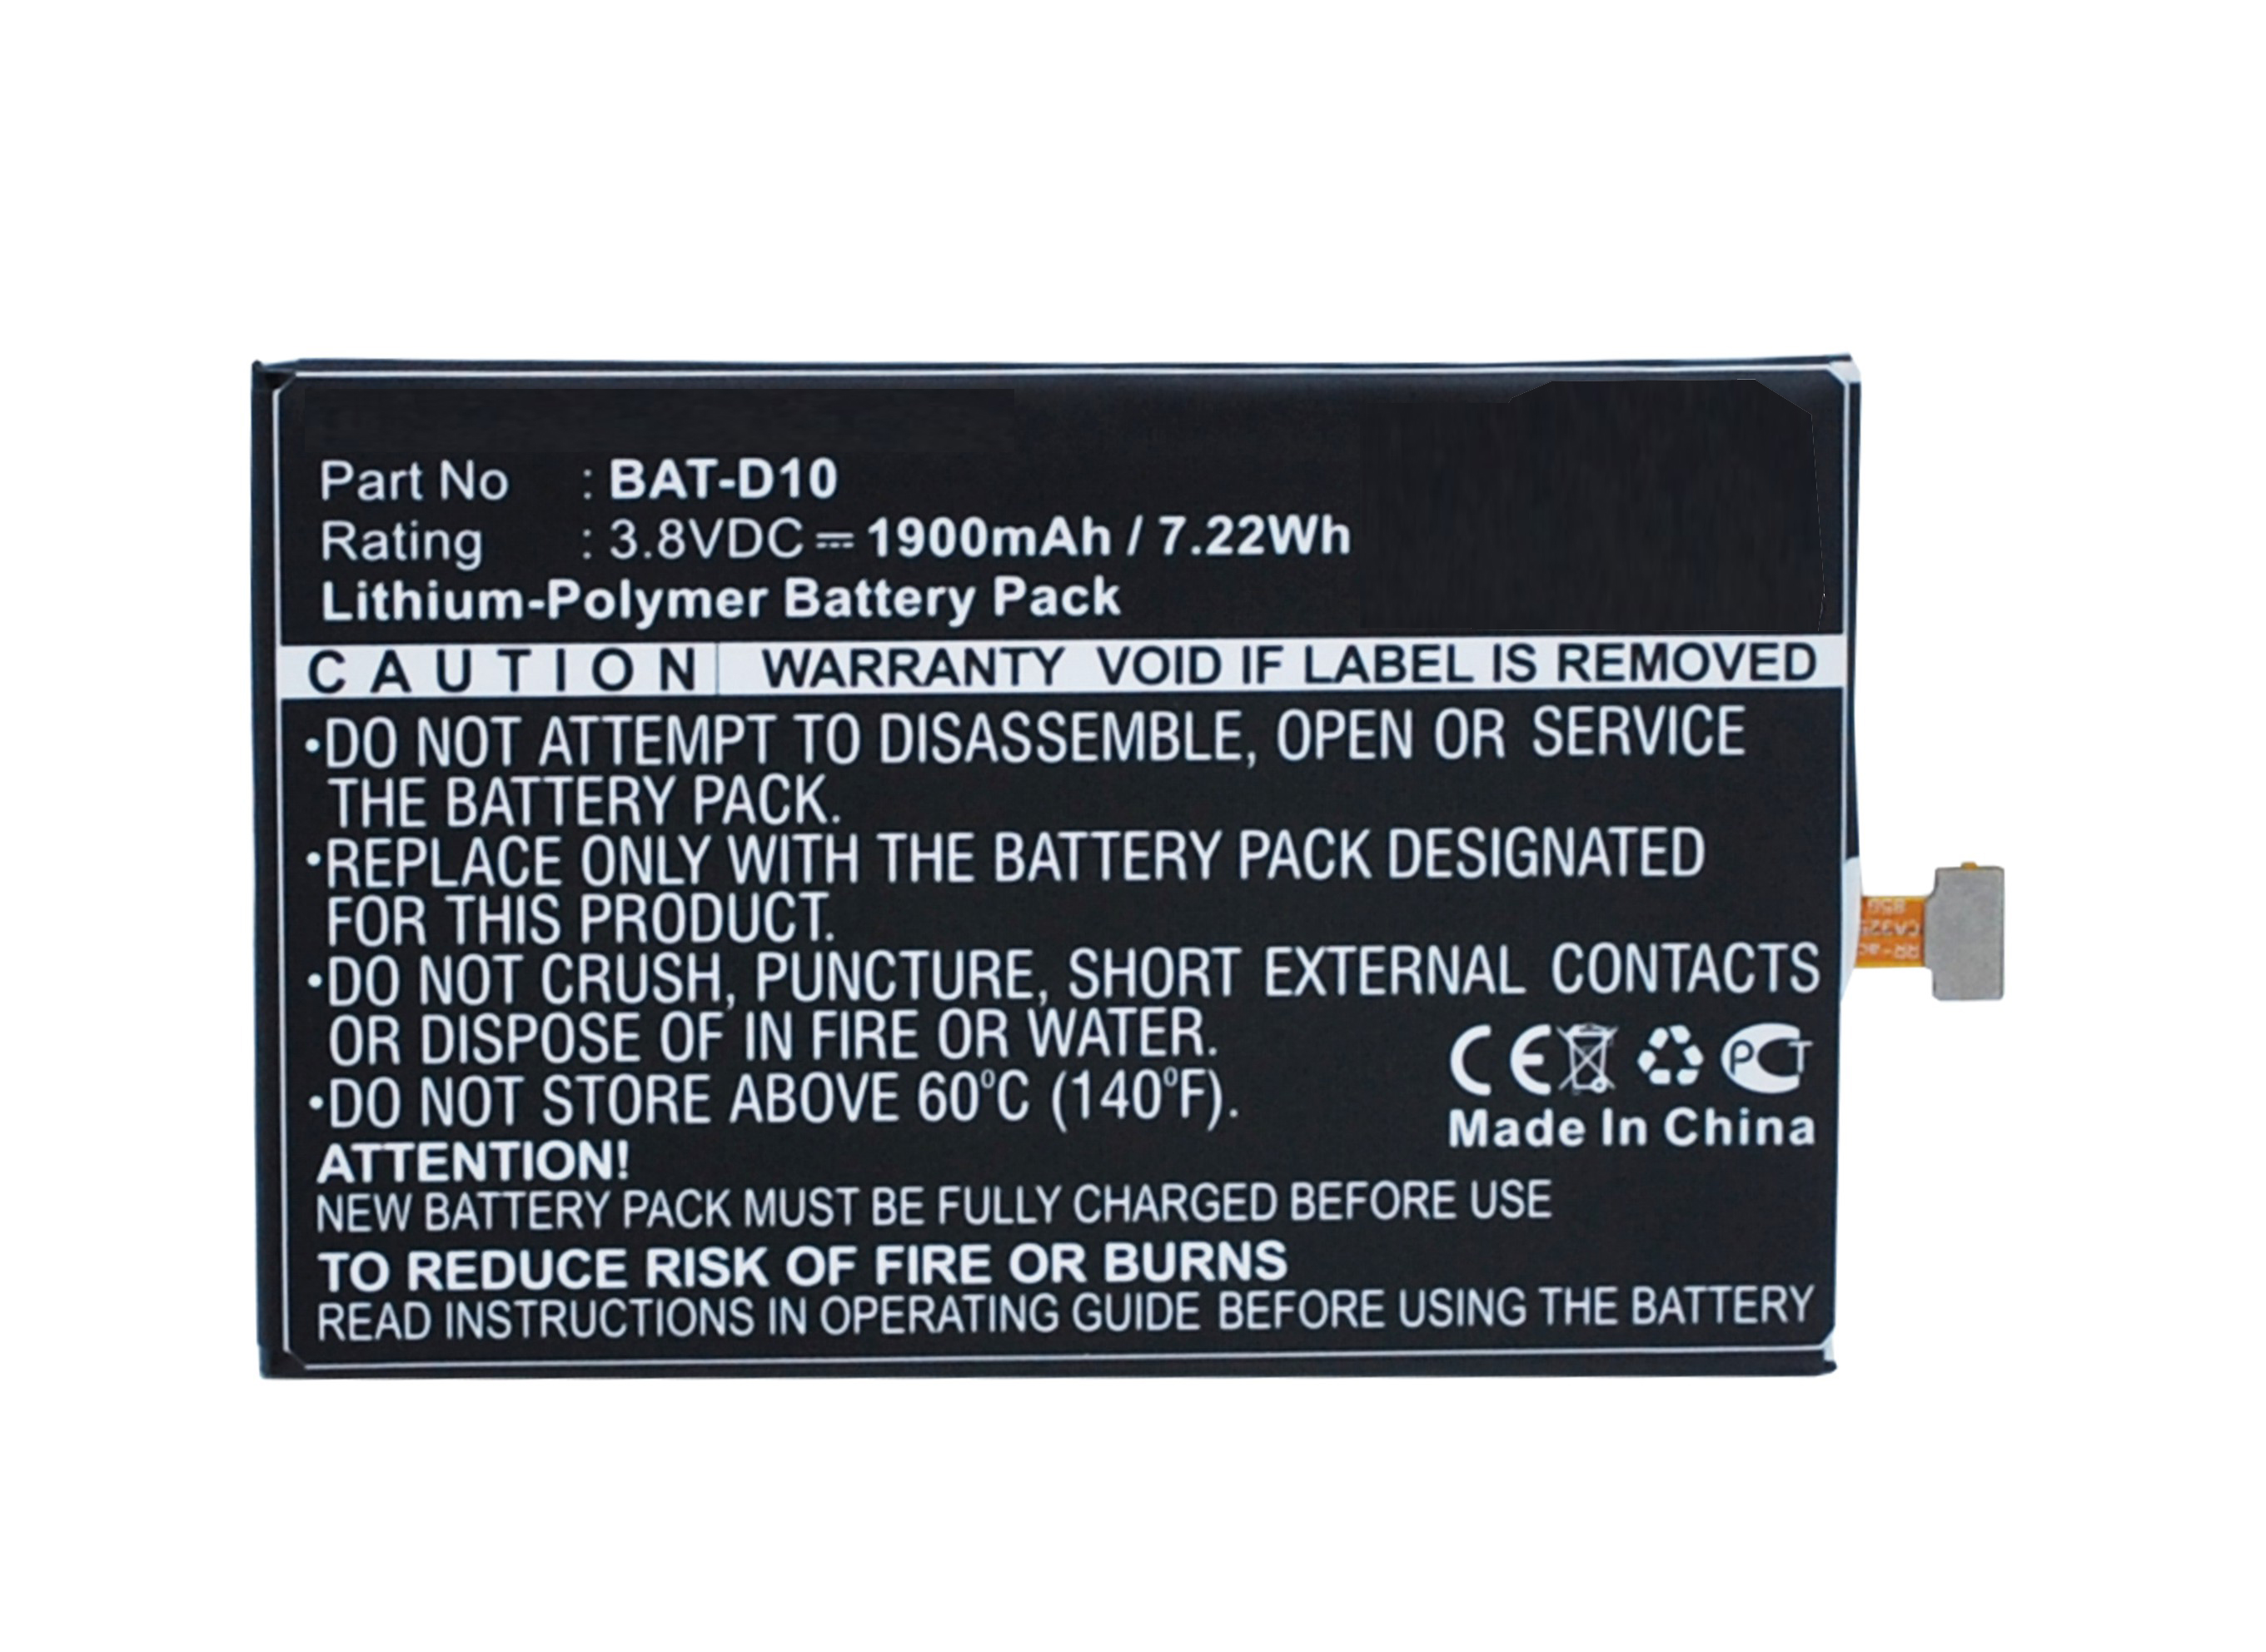 Part No : BAT-D10
Rating : 3.8VDC ⎓ 1900mAh / 7.22Wh
Lithium-Polymer Battery Pack
CAUTION WARRANTY VOID IF LABEL IS REMOVED
•DO NOT ATTEMPT TO DISASSEMBLE, OPEN OR SERVICE
THE BATTERY PACK.
•REPLACE ONLY WITH THE BATTERY PACK DESIGNATED
FOR THIS PRODUCT.
•DO NOT CRUSH, PUNCTURE, SHORT EXTERNAL CONTACTS
OR DISPOSE OF IN FIRE OR WATER.
•DO NOT STORE ABOVE 60°C (140°F).
CE PCT
Made In China
ATTENTION!
NEW BATTERY PACK MUST BE FULLY CHARGED BEFORE USE
TO REDUCE RISK OF FIRE OR BURNS
READ INSTRUCTIONS IN OPERATING GUIDE BEFORE USING THE BATTERY